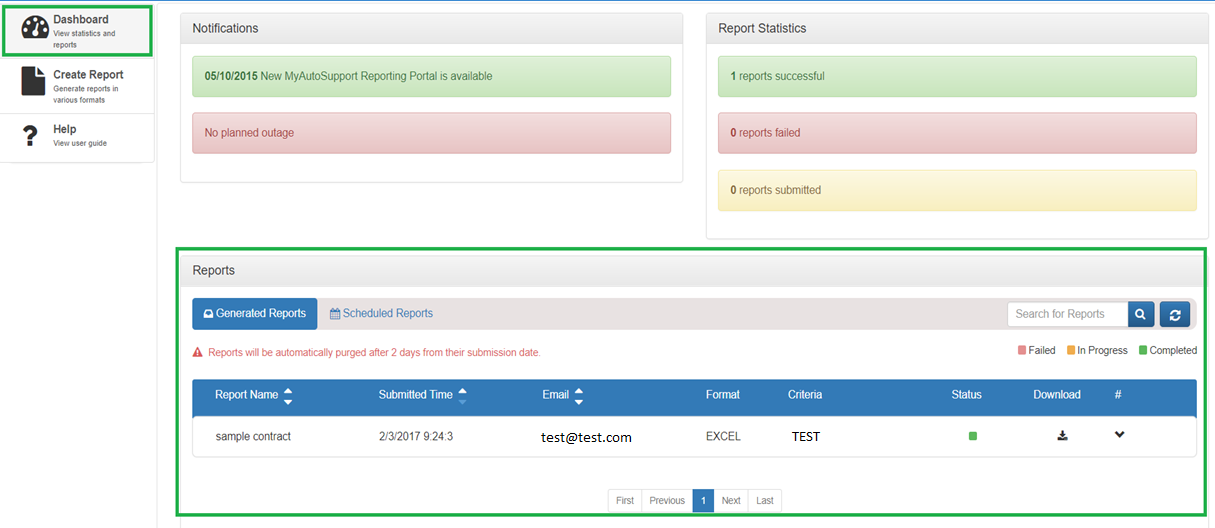 Dashboard
View statistics and
reports
Create Report
Generate reports in
various formats
Help
View user guide
Notifications
05/10/2015 New MyAutoSupport Reporting Portal is available
No planned outage
Report Statistics
1 reports successful
0 reports failed
0 reports submitted
Reports
Generated Reports Scheduled Reports Search for Reports
Reports will be automatically purged after 2 days from their submission date. Failed In Progress Completed
Report Name Submitted Time Email Format Criteria Status Download #
sample contract 2/3/2017 9:24:3 test@test.com EXCEL TEST
First Previous 1 Next Last